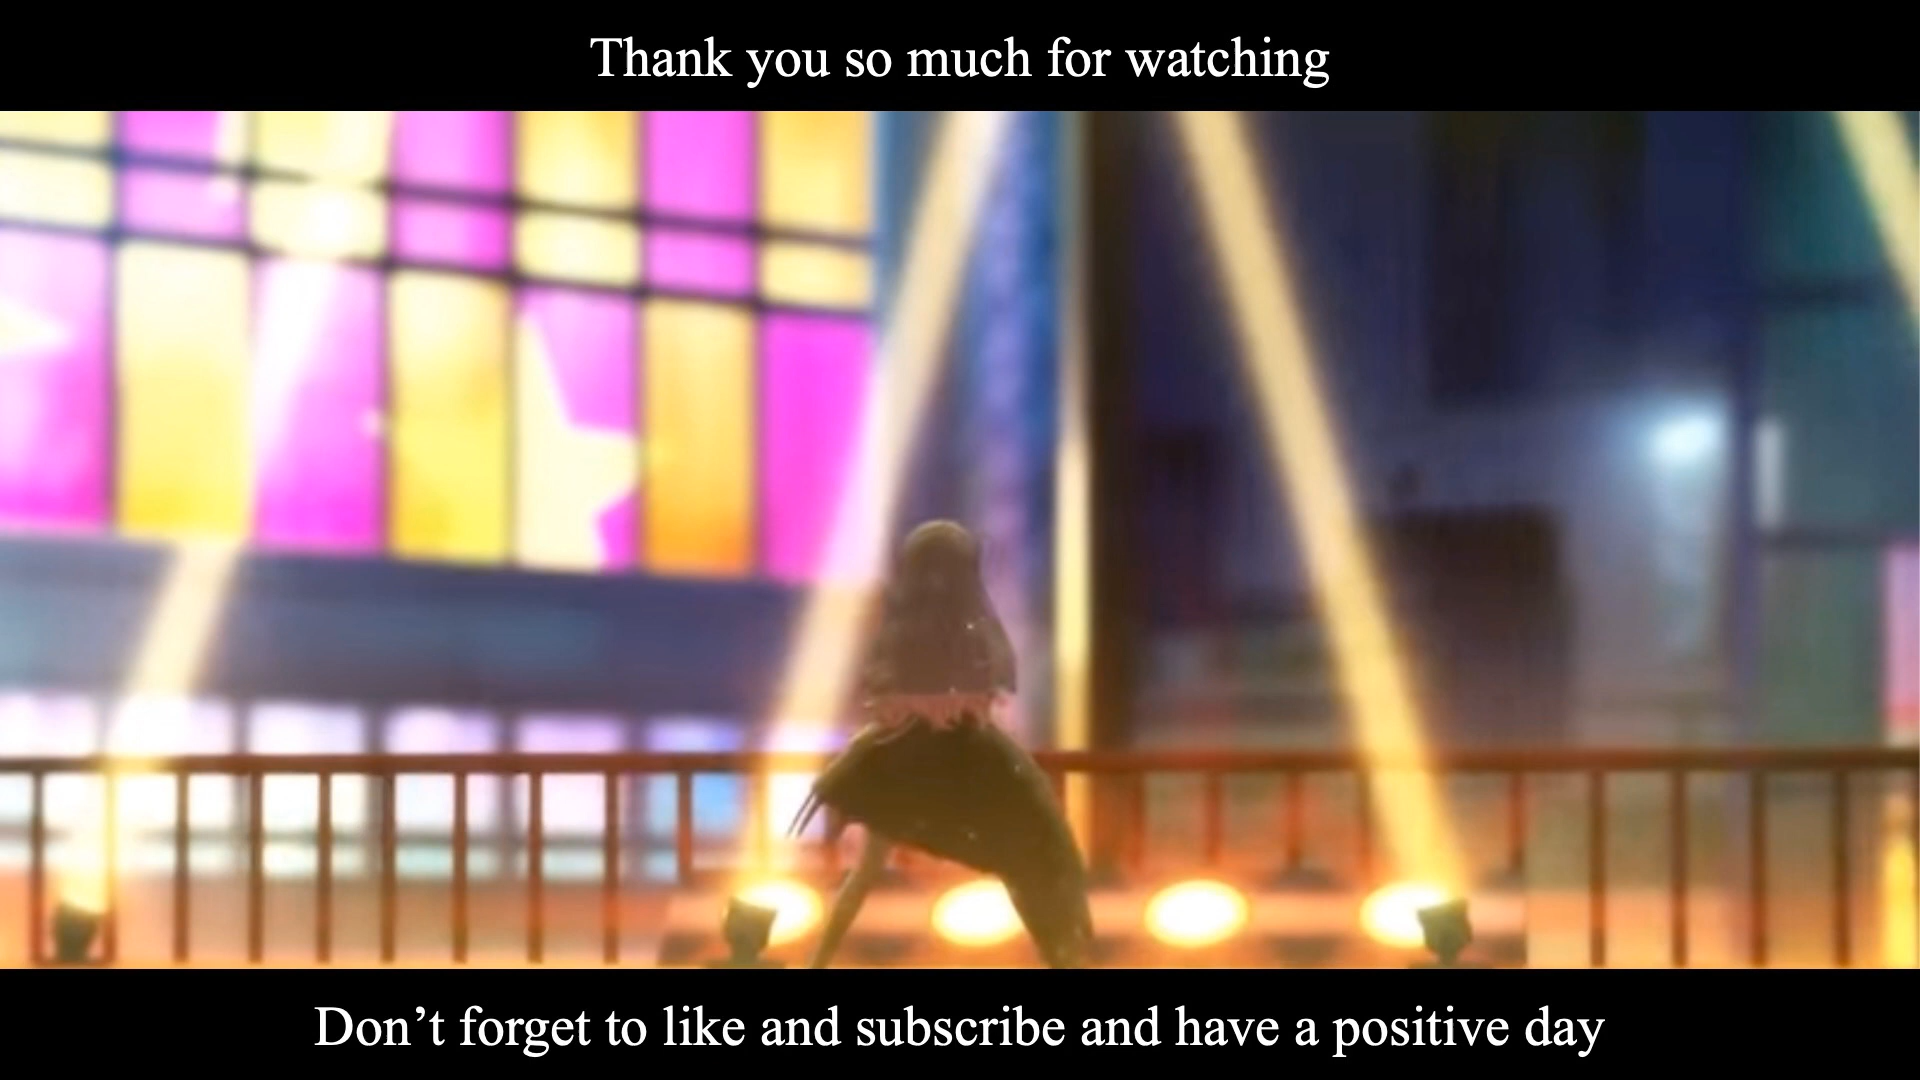 Thank you so much for watching
Don’t forget to like and subscribe and have a positive day